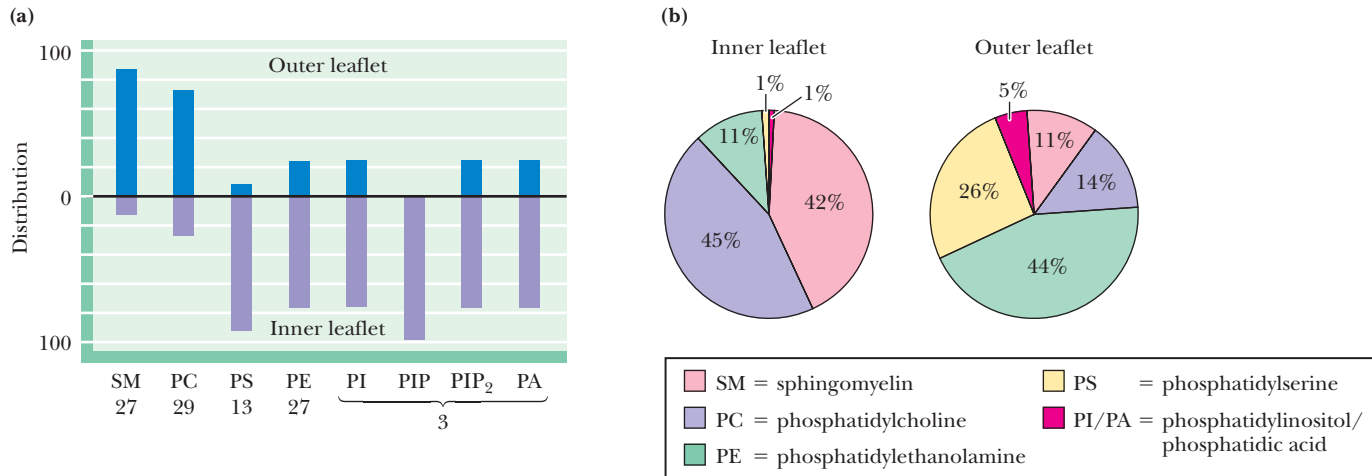 (a)
100
Outer leaflet
0
Distribution
Inner leaflet
100
SM PC PS PE PI PIP PIP₂ PA
27 29 13 27
3
(b)
Inner leaflet
1%
1%
11%
42%
45%
Outer leaflet
5%
11%
14%
26%
44%
SM = sphingomyelin
PC = phosphatidylcholine
PE = phosphatidylethanolamine
PS = phosphatidylserine
PI/PA = phosphatidylinositol/
phosphatidic acid